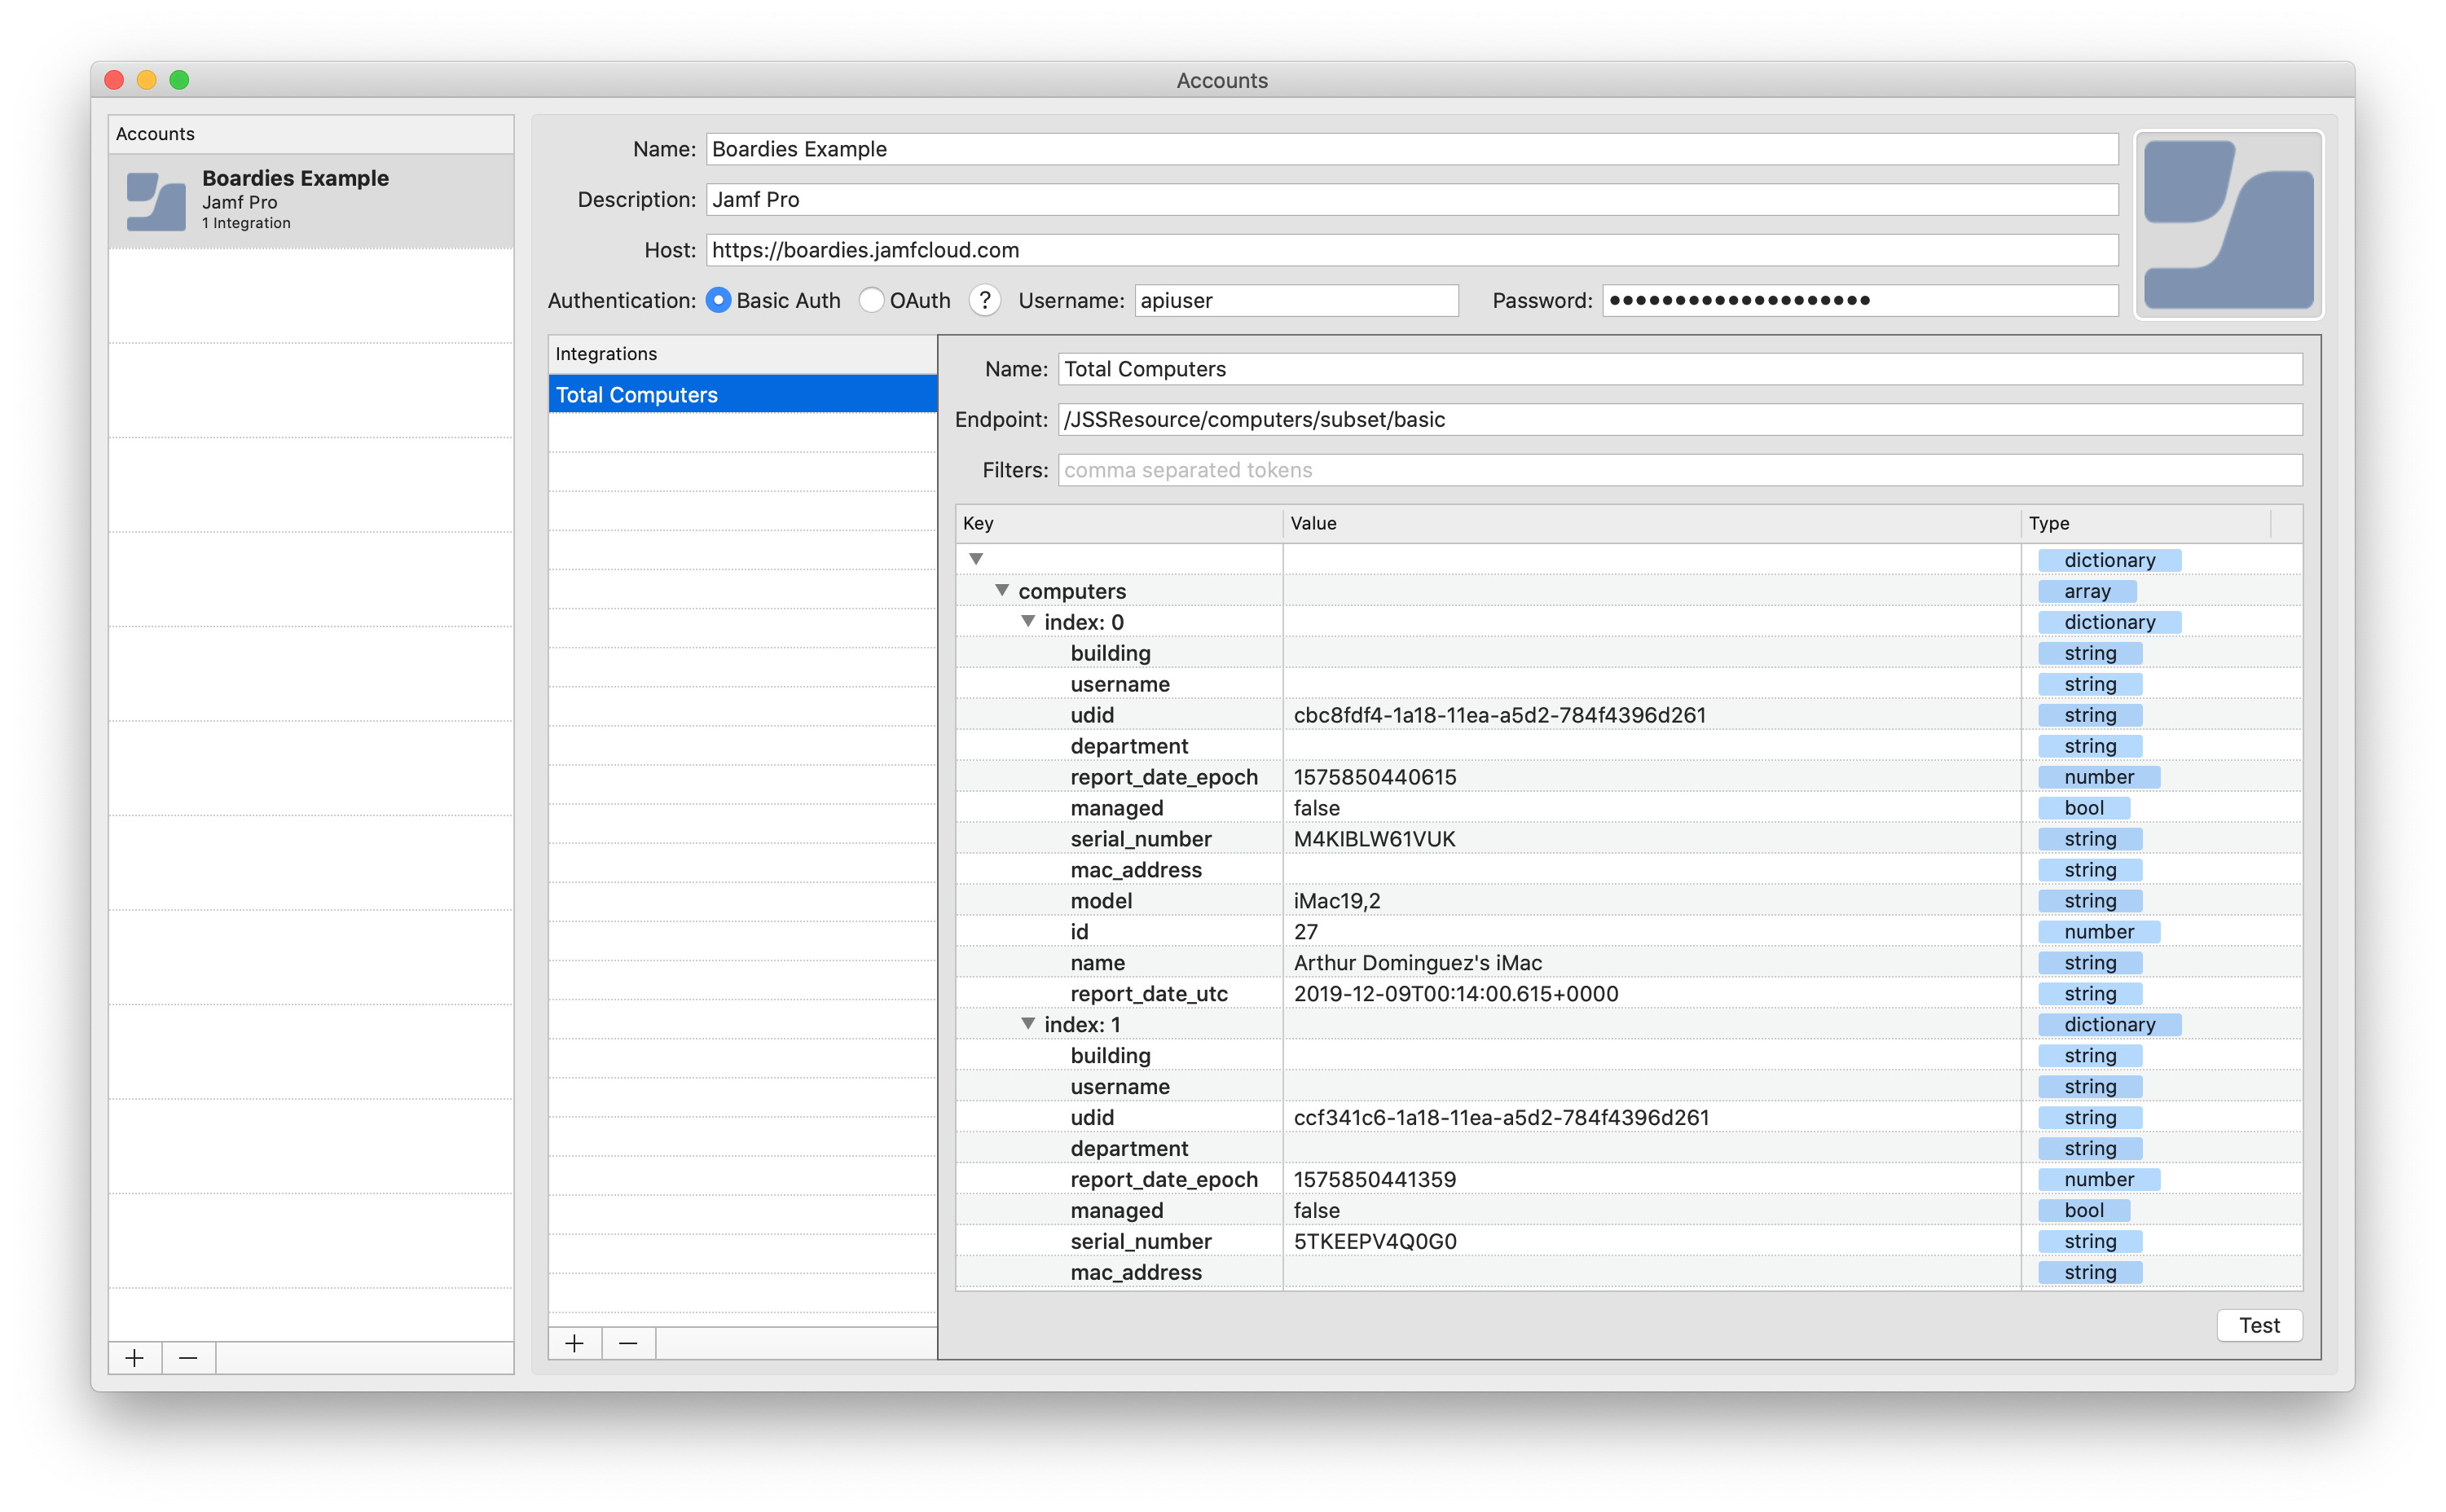 Accounts
Accounts
Boardies Example
Jamf Pro
1 Integration
Name: Boardies Example
Description: Jamf Pro
Host: https://boardies.jamfcloud.com
Authentication: Basic Auth OAuth ? Username: apiuser Password: ••••••••••••••••••••
Integrations
Total Computers
Name: Total Computers
Endpoint: /JSSResource/computers/subset/basic
Filters: comma separated tokens
Key Value Type
dictionary
computers array
index: 0 dictionary
building string
username string
udid cbc8fdf4-1a18-11ea-a5d2-784f4396d261 string
department string
report_date_epoch 1575850440615 number
managed false bool
serial_number M4KIBLW61VUK string
mac_address string
model iMac19,2 string
id 27 number
name Arthur Dominguez's iMac string
report_date_utc 2019-12-09T00:14:00.615+0000 string
index: 1 dictionary
building string
username string
udid ccf341c6-1a18-11ea-a5d2-784f4396d261 string
department string
report_date_epoch 1575850441359 number
managed false bool
serial_number 5TKEEPV4Q0G0 string
mac_address string
Test